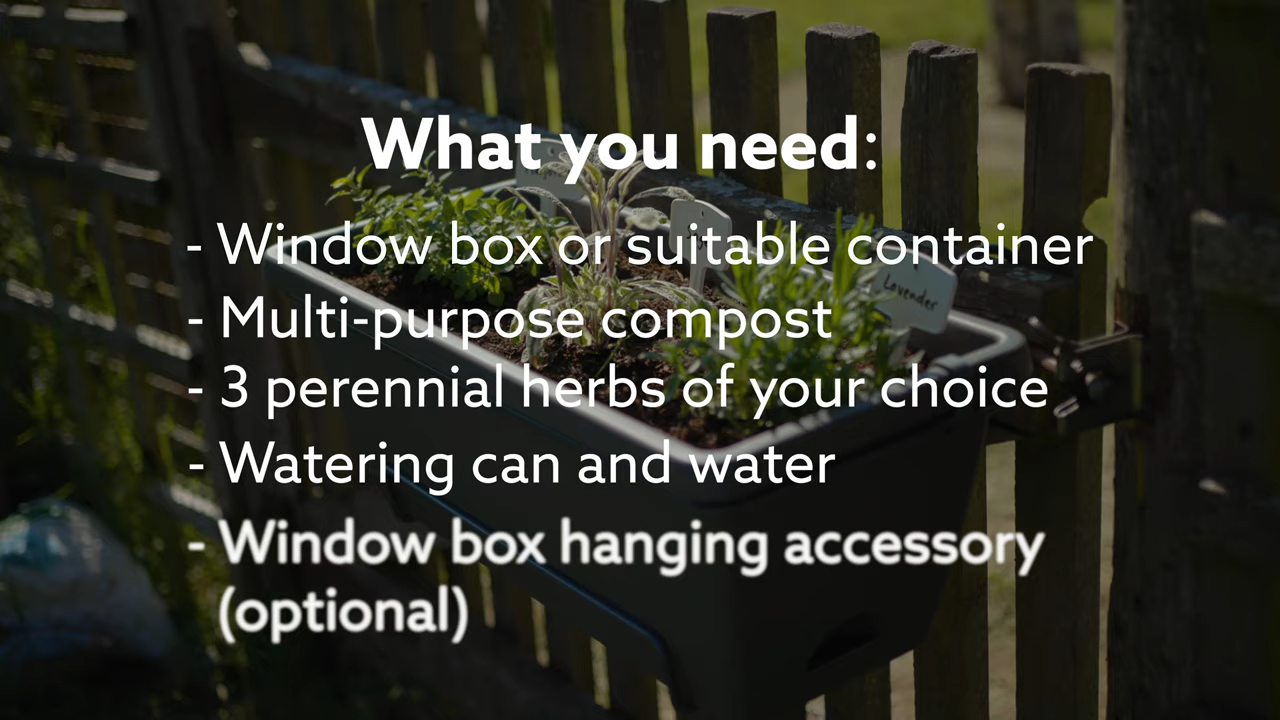 What you need:
- Window box or suitable container
- Multi-purpose compost
- 3 perennial herbs of your choice
- Watering can and water
- Window box hanging accessory
(optional)
Lavender